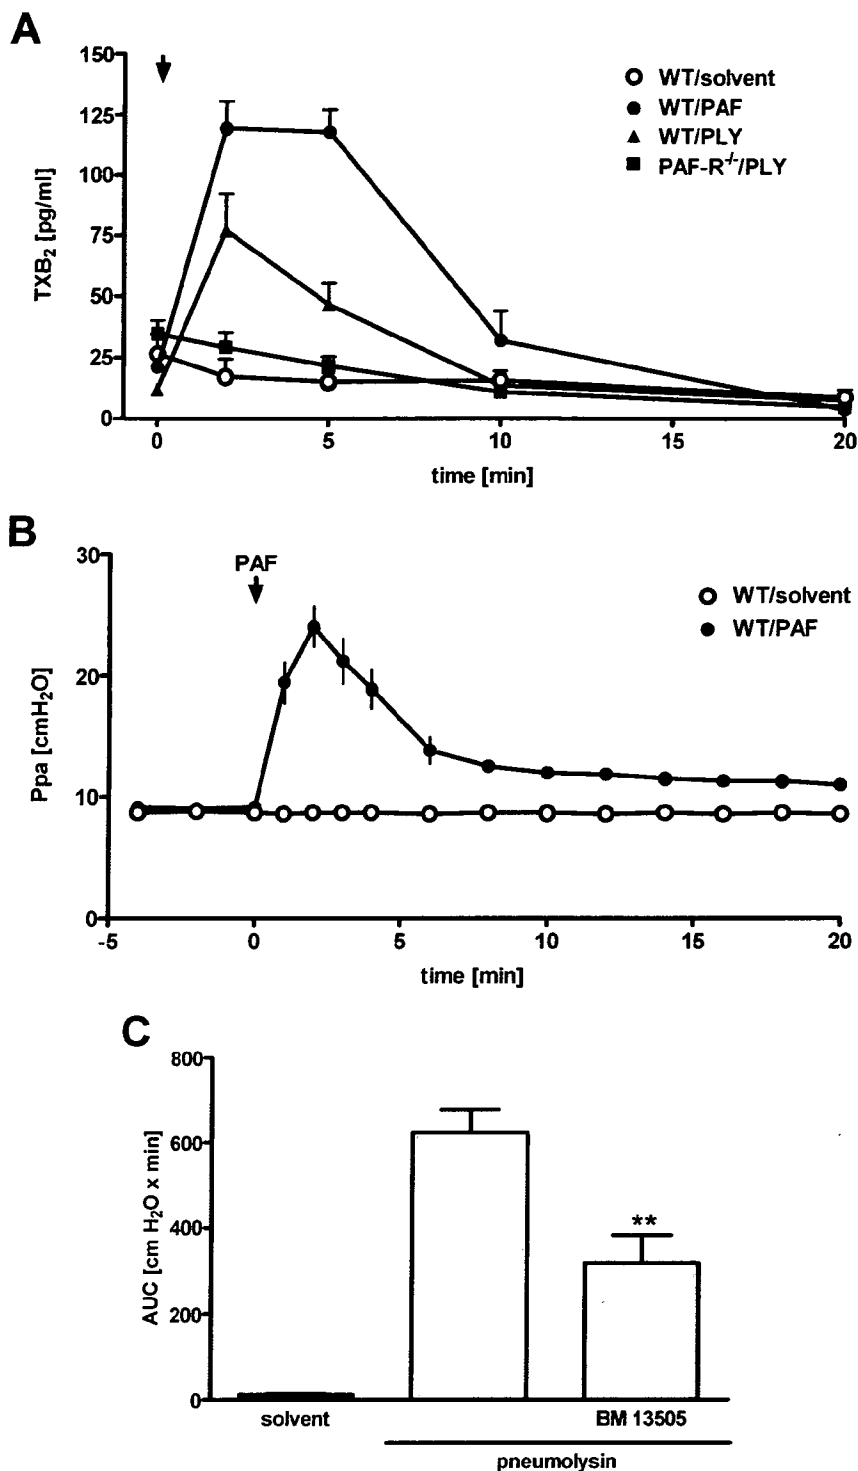 A
150
125
100
75
50
25
0
TXB₂ [pg/ml]
WT/solvent
WT/PAF
WT/PLY
PAF-R⁻/⁻/PLY
0 5 10 15 20
time [min]
B
30
20
10
0
Ppa [cmH₂O]
PAF
WT/solvent
WT/PAF
-5 0 5 10 15 20
time [min]
C
800
600
400
200
0
AUC [cm H₂O x min]
**
solvent BM 13505
pneumolysin